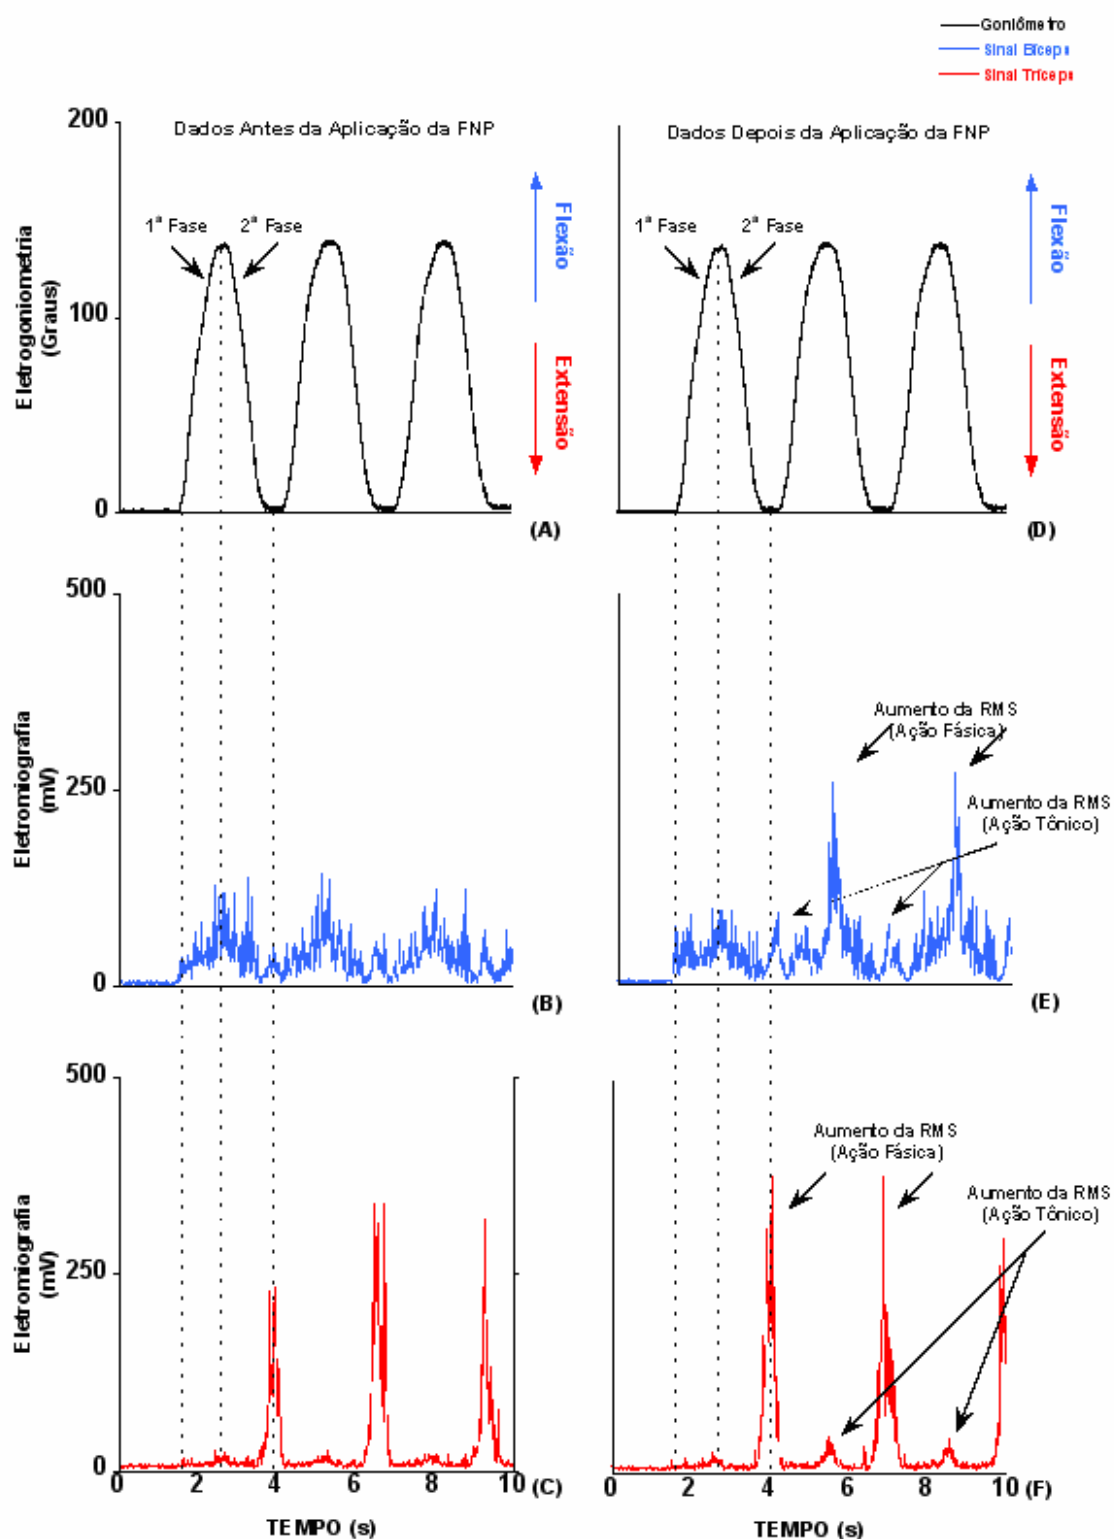 Goniômetro
Sinal Bíceps
Sinal Tríceps
200
Dados Antes da Aplicação da FNP
Dados Depois da Aplicação da FNP
1ª Fase
2ª Fase
1ª Fase
2ª Fase
Flexão
Flexão
Eletrogoniometria
(Graus)
100
Extensão
Extensão
0
(A)
(D)
500
Aumento da RMS
(Ação Fásica)
Eletromiografia
(mV)
250
Aumento da RMS
(Ação Tônico)
0
(B)
(E)
500
500
Aumento da RMS
(Ação Fásica)
Aumento da RMS
(Ação Tônico)
Eletromiografia
(mV)
250
0
0 2 4 6 8 10 (C)
0 2 4 6 8 10 (F)
TEMPO (s)
TEMPO (s)